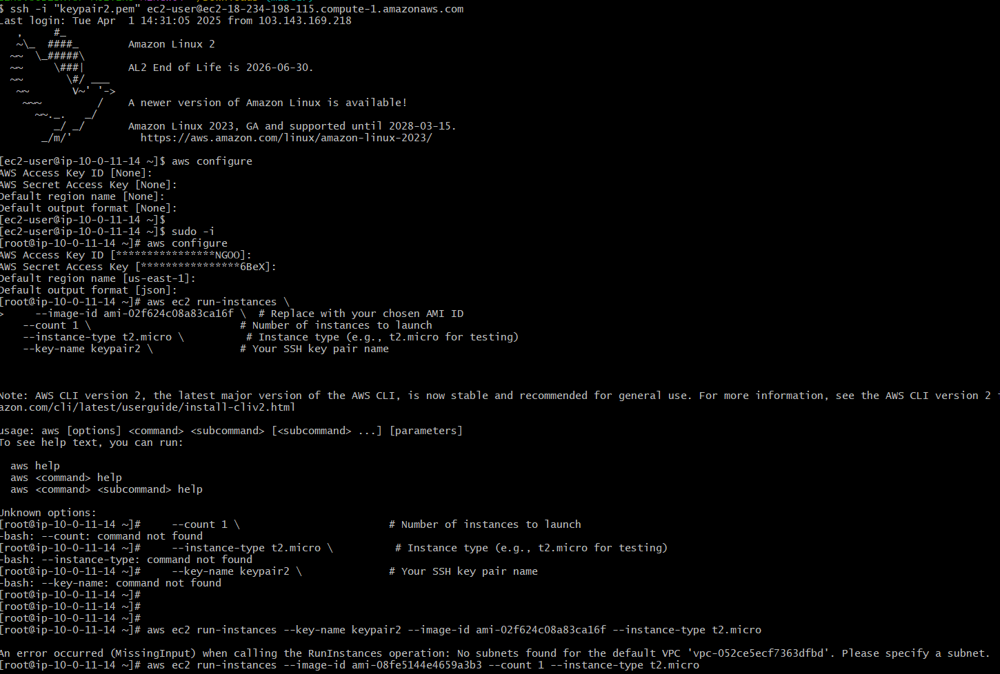 $ ssh -i "keypair2.pem" ec2-user@ec2-18-234-198-115.compute-1.amazonaws.com
Last login: Tue Apr  1 14:31:05 2025 from 103.143.169.218
   ,     #_
   ~\_  ####_        Amazon Linux 2
  ~~  \_#####\
  ~~     \###|       AL2 End of Life is 2026-06-30.
  ~~       \#/ ___
   ~~       V~' '->
    ~~~         /    A newer version of Amazon Linux is available!
      ~~._.   _/
         _/ _/       Amazon Linux 2023, GA and supported until 2028-03-15.
       _/m/'           https://aws.amazon.com/linux/amazon-linux-2023/
[ec2-user@ip-10-0-11-14 ~]$ aws configure
AWS Access Key ID [None]:
AWS Secret Access Key [None]:
Default region name [None]:
Default output format [None]:
[ec2-user@ip-10-0-11-14 ~]$
[ec2-user@ip-10-0-11-14 ~]$ sudo -i
[root@ip-10-0-11-14 ~]# aws configure
AWS Access Key ID [****************NGOO]:
AWS Secret Access Key [****************6BeX]:
Default region name [us-east-1]:
Default output format [json]:
[root@ip-10-0-11-14 ~]# aws ec2 run-instances \
>     --image-id ami-02f624c08a83ca16f \  # Replace with your chosen AMI ID
    --count 1 \                        # Number of instances to launch
    --instance-type t2.micro \          # Instance type (e.g., t2.micro for testing)
    --key-name keypair2 \              # Your SSH key pair name
Note: AWS CLI version 2, the latest major version of the AWS CLI, is now stable and recommended for general use. For more information, see the AWS CLI version 2 i
azon.com/cli/latest/userguide/install-cliv2.html
usage: aws [options] <command> <subcommand> [<subcommand> ...] [parameters]
To see help text, you can run:
  aws help
  aws <command> help
  aws <command> <subcommand> help
Unknown options:
[root@ip-10-0-11-14 ~]#     --count 1 \                        # Number of instances to launch
-bash: --count: command not found
[root@ip-10-0-11-14 ~]#     --instance-type t2.micro \          # Instance type (e.g., t2.micro for testing)
-bash: --instance-type: command not found
[root@ip-10-0-11-14 ~]#     --key-name keypair2 \              # Your SSH key pair name
-bash: --key-name: command not found
[root@ip-10-0-11-14 ~]#
[root@ip-10-0-11-14 ~]#
[root@ip-10-0-11-14 ~]#
[root@ip-10-0-11-14 ~]# aws ec2 run-instances --key-name keypair2 --image-id ami-02f624c08a83ca16f --instance-type t2.micro
An error occurred (MissingInput) when calling the RunInstances operation: No subnets found for the default VPC 'vpc-052ce5ecf7363dfbd'. Please specify a subnet.
[root@ip-10-0-11-14 ~]# aws ec2 run-instances --image-id ami-08fe5144e4659a3b3 --count 1 --instance-type t2.micro